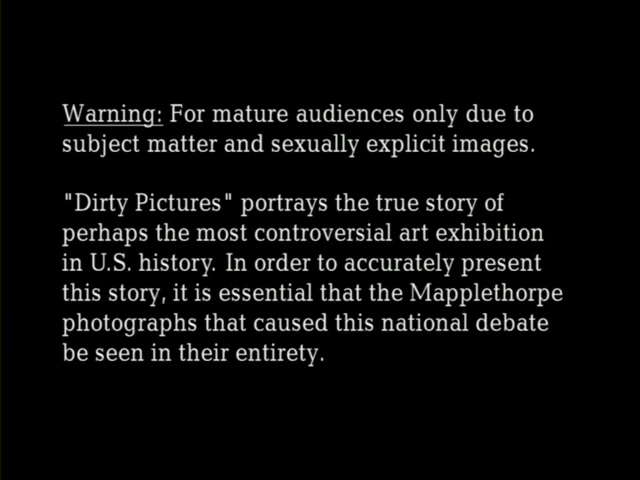 Warning: For mature audiences only due to
subject matter and sexually explicit images.
"Dirty Pictures" portrays the true story of
perhaps the most controversial art exhibition
in U.S. history. In order to accurately present
this story, it is essential that the Mapplethorpe
photographs that caused this national debate
be seen in their entirety.